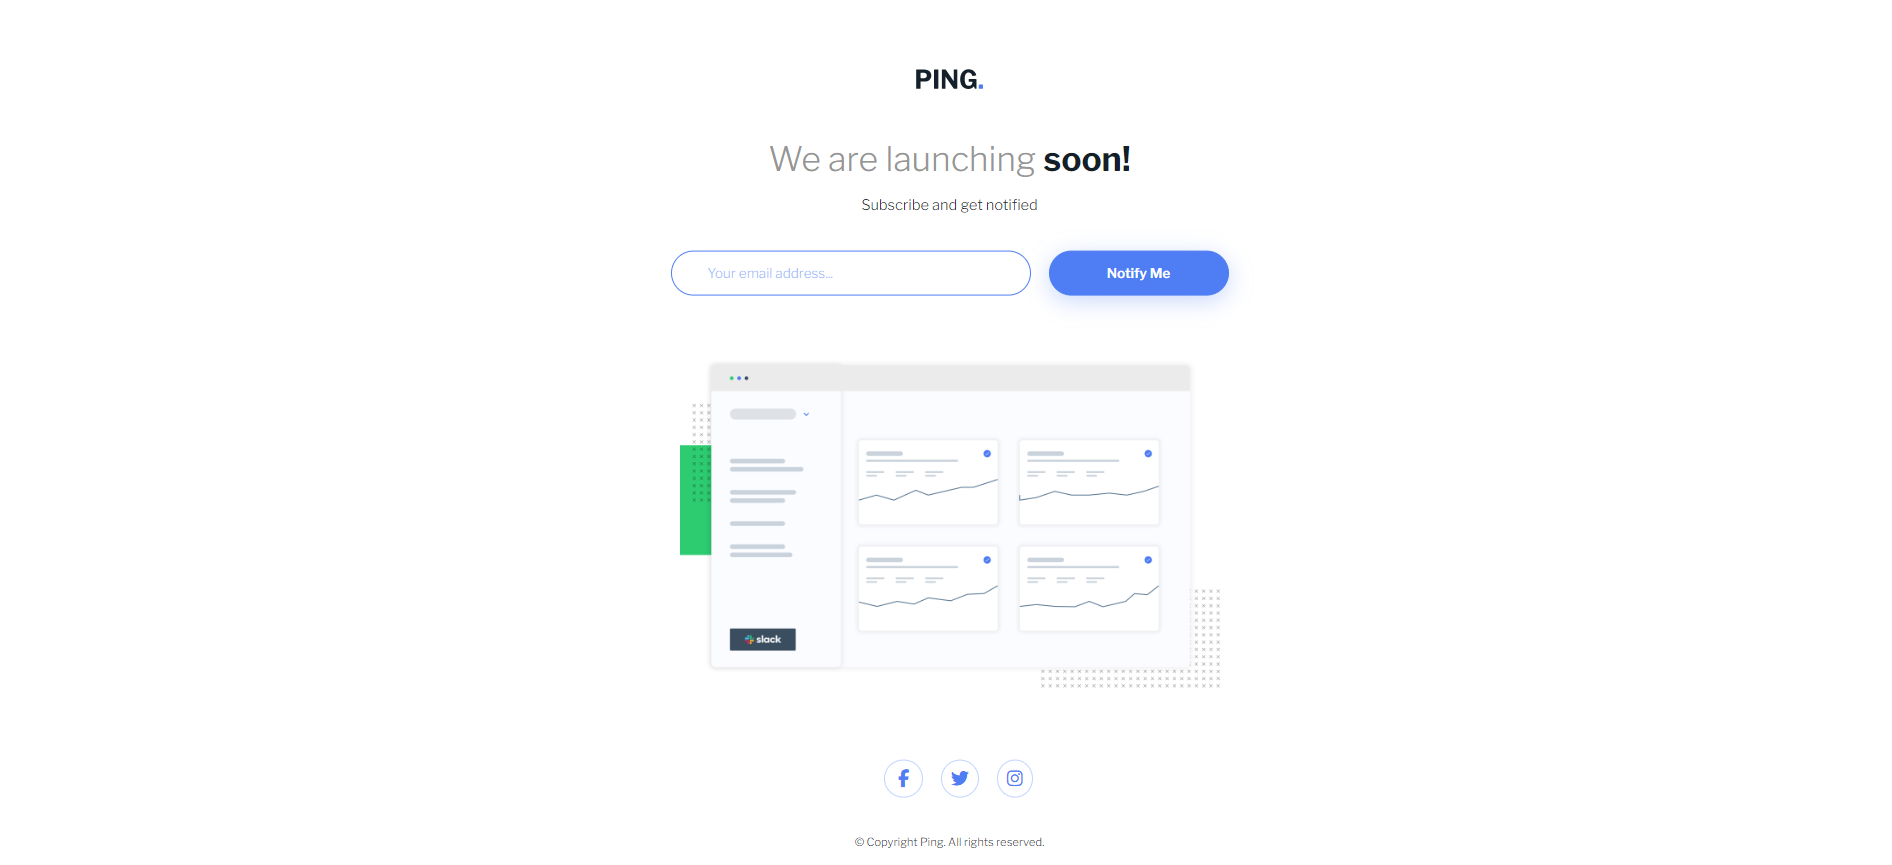 PING.
We are launching soon!
Subscribe and get notified
Your email address...
Notify Me
slack
© Copyright Ping. All rights reserved.